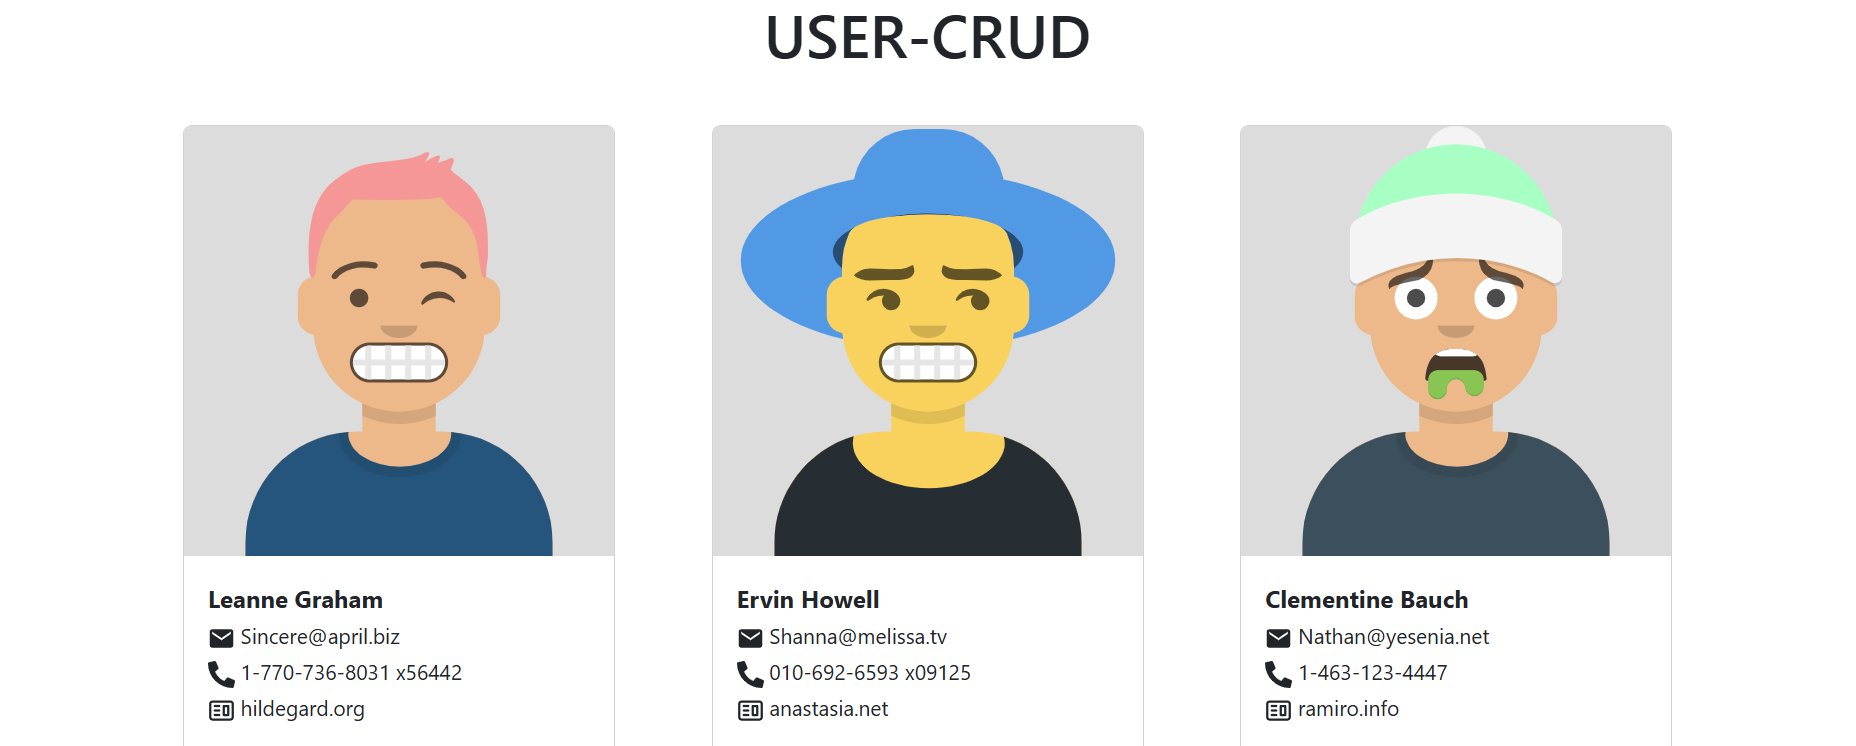 USER-CRUD
Leanne Graham
Sincere@april.biz
1-770-736-8031 x56442
hildegard.org
Ervin Howell
Shanna@melissa.tv
010-692-6593 x09125
anastasia.net
Clementine Bauch
Nathan@yesenia.net
1-463-123-4447
ramiro.info